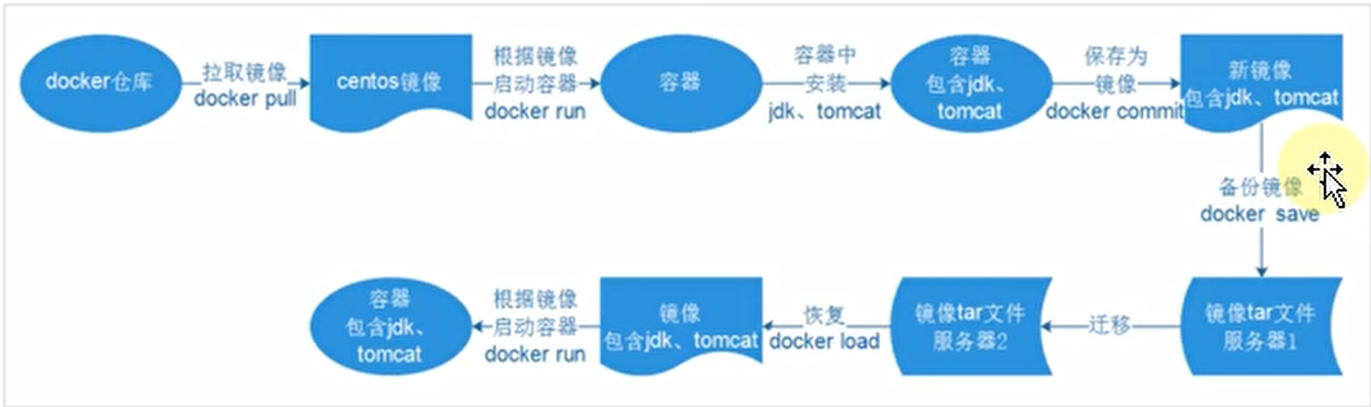 docker仓库
拉取镜像
docker pull
centos镜像
根据镜像
启动容器
docker run
容器
容器中
安装
jdk、tomcat
容器
包含jdk、
tomcat
保存为
镜像
docker commit
新镜像
包含jdk、tomcat
备份镜像
docker save
镜像tar文件
服务器1
迁移
镜像tar文件
服务器2
恢复
docker load
镜像
包含jdk、tomcat
根据镜像
启动容器
docker run
容器
包含jdk、
tomcat